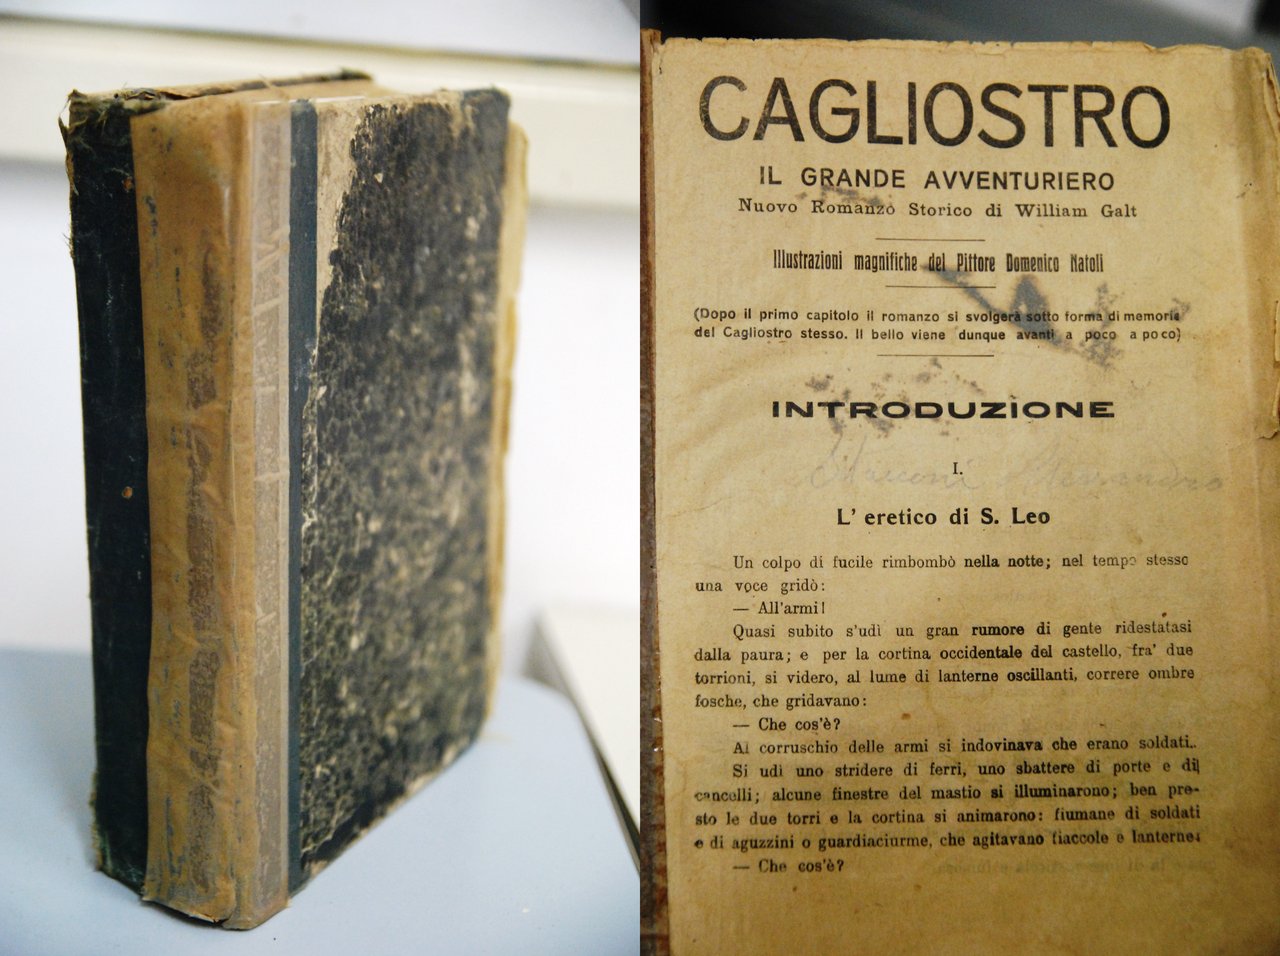 CAGLIOSTRO
IL GRANDE AVVENTURIERO
Nuovo Romanzo Storico di William Galt
Illustrazioni magnifiche del Pittore Domenico Natoli
(Dopo il primo capitolo il romanzo si svolgerà sotto forma di memorie
del Cagliostro stesso. Il bello viene dunque avanti a poco a poco)
INTRODUZIONE
I.
L' eretico di S. Leo
Un colpo di fucile rimbombò nella notte; nel tempo stesso
una voce gridò:
— All'armi!
Quasi subito s'udì un gran rumore di gente ridestatasi
dalla paura; e per la cortina occidentale del castello, fra' due
torrioni, si videro, al lume di lanterne oscillanti, correre ombre
fosche, che gridavano:
— Che cos'è?
Al corruschio delle armi si indovinava che erano soldati.
Si udì uno stridere di ferri, uno sbattere di porte e di
cancelli; alcune finestre del mastio si illuminarono; ben pre-
sto le due torri e la cortina si animarono: fiumane di soldati
e di aguzzini o guardiaciurme, che agitavano fiaccole e lanterne:
— Che cos'è?